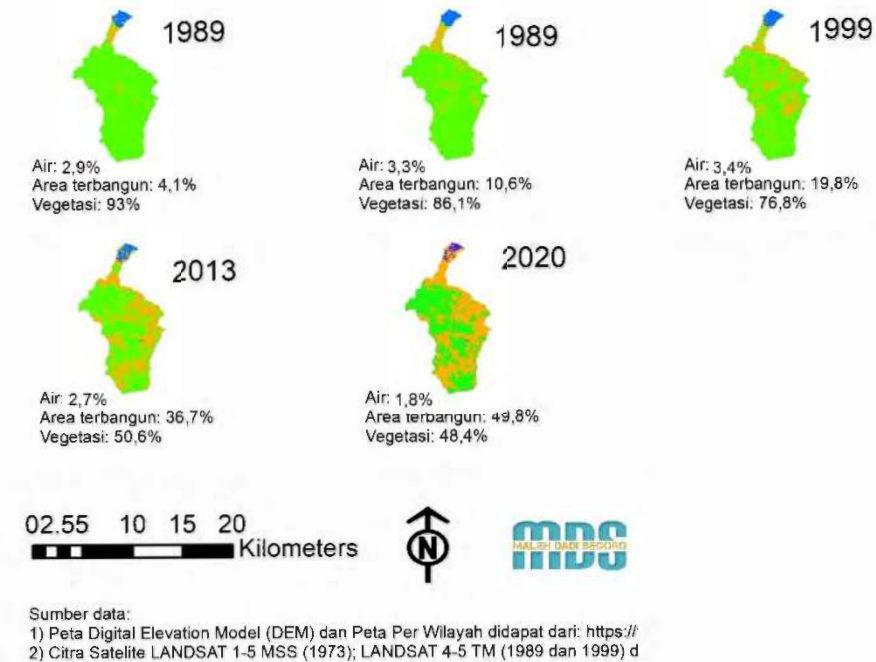 1989
Air: 2,9%
Area terbangun: 4,1%
Vegetasi: 93%
1989
Air: 3,3%
Area terbangun: 10,6%
Vegetasi: 86,1%
1999
Air: 3,4%
Area terbangun: 19,8%
Vegetasi: 76,8%
2013
Air: 2,7%
Area terbangun: 36,7%
Vegetasi: 50,6%
2020
Air: 1,8%
Area terbangun: 49,8%
Vegetasi: 48,4%
02,55 10 15 20
Kilometers
N
MDS
MALEH DADI SEGORO
Sumber data:
1) Peta Digital Elevation Model (DEM) dan Peta Per Wilayah didapat dari: https://
2) Citra Satelite LANDSAT 1-5 MSS (1973); LANDSAT 4-5 TM (1989 dan 1999) d